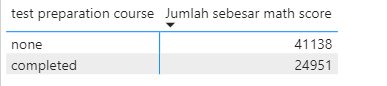 test preparation course Jumlah sebesar math score
none 41138
completed 24951